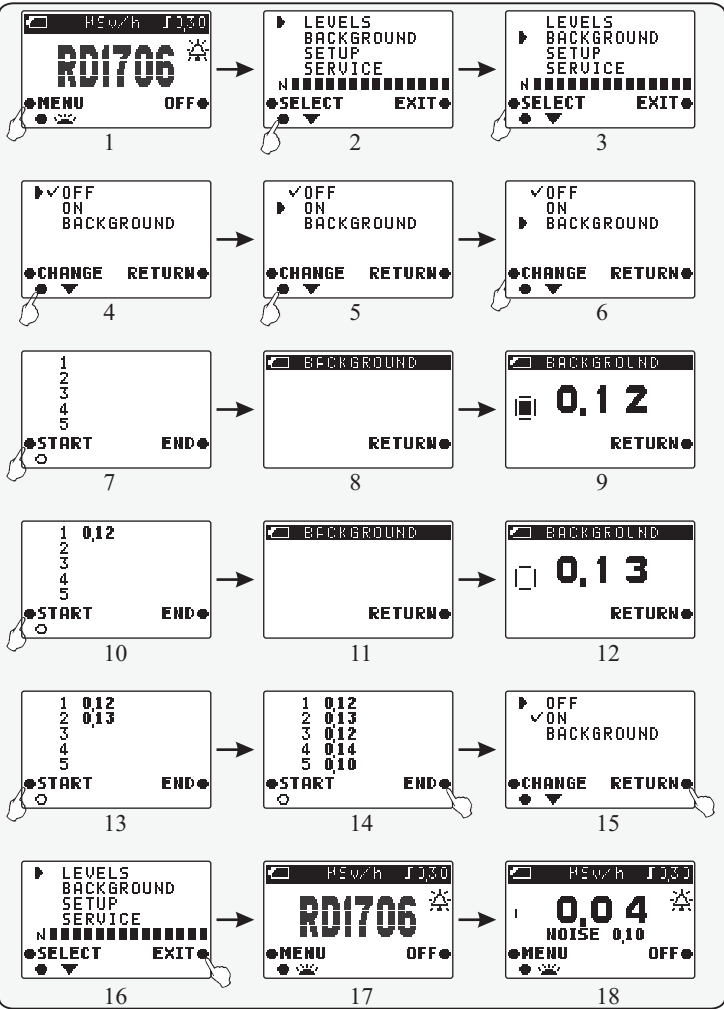 µSv/h 0,30
RD1706
MENU OFF
1
LEVELS
BACKGROUND
SETUP
SERVICE
N
SELECT EXIT
2
LEVELS
BACKGROUND
SETUP
SERVICE
N
SELECT EXIT
3
✓OFF
ON
BACKGROUND
CHANGE RETURN
4
✓OFF
ON
BACKGROUND
CHANGE RETURN
5
✓OFF
ON
BACKGROUND
CHANGE RETURN
6
1
2
3
4
5
START END
7
BACKGROUND
RETURN
8
BACKGROUND
0,12
RETURN
9
1 0,12
2
3
4
5
START END
10
BACKGROUND
RETURN
11
BACKGROUND
0,13
RETURN
12
1 0,12
2 0,13
3
4
5
START END
13
1 0,12
2 0,13
3 0,12
4 0,14
5 0,10
START END
14
OFF
✓ON
BACKGROUND
CHANGE RETURN
15
LEVELS
BACKGROUND
SETUP
SERVICE
N
SELECT EXIT
16
µSv/h 0,30
RD1706
MENU OFF
17
µSv/h 0,30
0,04
NOISE 0,10
MENU OFF
18